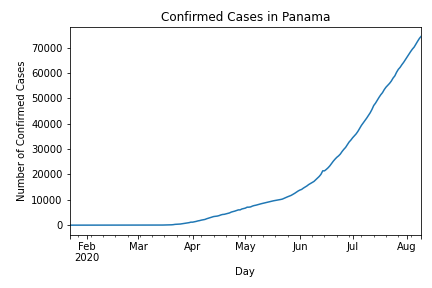 Confirmed Cases in Panama
Number of Confirmed Cases
70000
60000
50000
40000
30000
20000
10000
0
Feb Mar Apr May Jun Jul Aug
2020
Day